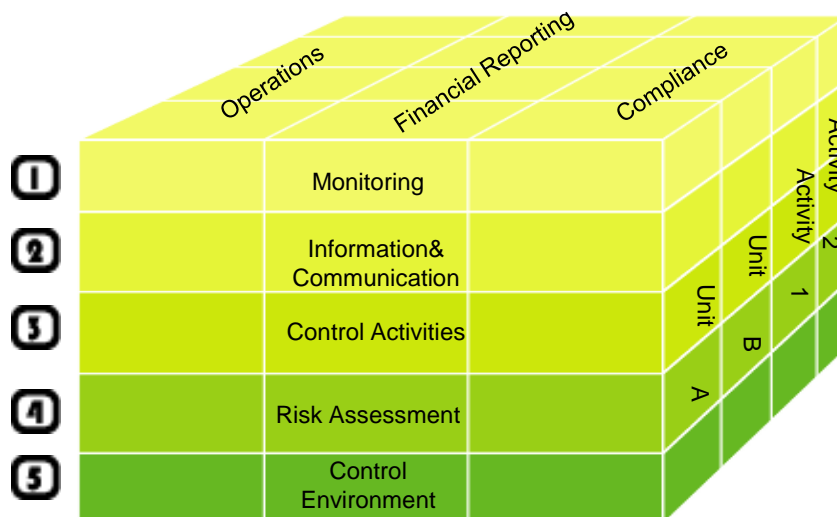 Operations
Financial Reporting
Compliance
1
Monitoring
2
Information&
Communication
3
Control Activities
4
Risk Assessment
5
Control
Environment
Unit A
Unit B
Activity 1
Activity 2